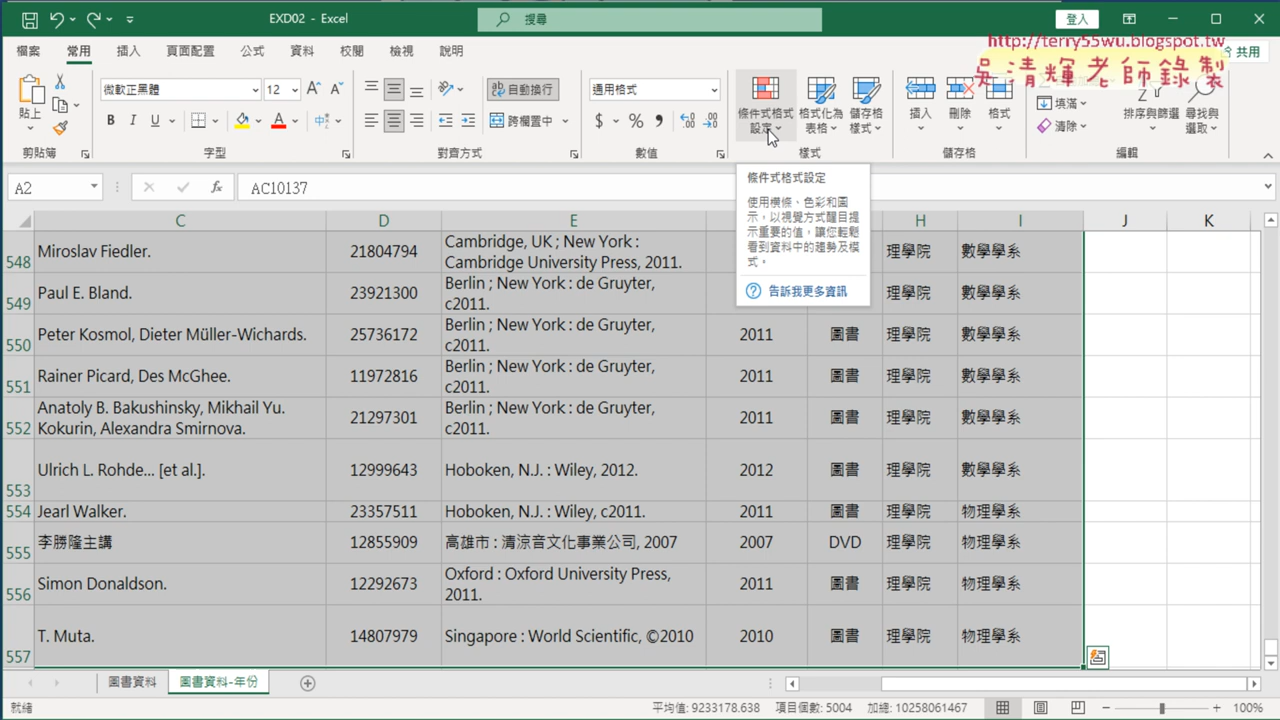 EXD02 - Excel
搜尋
登入
http://terry55wu.blogspot.tw
吳清輝老師錄製
檔案 常用 插入 頁面配置 公式 資料 校閱 檢視 說明 共用
貼上
微軟正黑體 12
B I U A
自動換行
跨欄置中
通用格式
$ % 9
條件式格式設定
格式化為表格
儲存格樣式
插入 刪除 格式
填滿
清除
排序與篩選
尋找與選取
剪貼簿 字型 對齊方式 數值 樣式 儲存格 編輯
A2 fx AC10137
條件式格式設定
使用橫條、色彩和圖
示，以視覺方式醒目提
示重要的值，讓您輕鬆
看到資料中的趨勢及模
式。
告訴我更多資訊
C D E H I J K
548 Miroslav Fiedler. 21804794 Cambridge, UK ; New York :
Cambridge University Press, 2011. 理學院 數學學系
549 Paul E. Bland. 23921300 Berlin ; New York : de Gruyter,
c2011. 理學院 數學學系
550 Peter Kosmol, Dieter Müller-Wichards. 25736172 Berlin ; New York : de Gruyter,
c2011. 2011 圖書 理學院 數學學系
551 Rainer Picard, Des McGhee. 11972816 Berlin ; New York : de Gruyter,
c2011. 2011 圖書 理學院 數學學系
552 Anatoly B. Bakushinsky, Mikhail Yu.
Kokurin, Alexandra Smirnova. 21297301 Berlin ; New York : de Gruyter,
c2011. 2011 圖書 理學院 數學學系
553 Ulrich L. Rohde... [et al.]. 12999643 Hoboken, N.J. : Wiley, 2012. 2012 圖書 理學院 數學學系
554 Jearl Walker. 23357511 Hoboken, N.J. : Wiley, c2011. 2011 圖書 理學院 物理學系
555 李勝隆主講 12855909 高雄市 : 清涼音文化事業公司, 2007 2007 DVD 理學院 物理學系
556 Simon Donaldson. 12292673 Oxford : Oxford University Press,
2011. 2011 圖書 理學院 物理學系
557 T. Muta. 14807979 Singapore : World Scientific, ©2010 2010 圖書 理學院 物理學系
圖書資料 圖書資料-年份
就緒 平均值: 9233178.638 項目個數: 5004 加總: 10258061467 100%